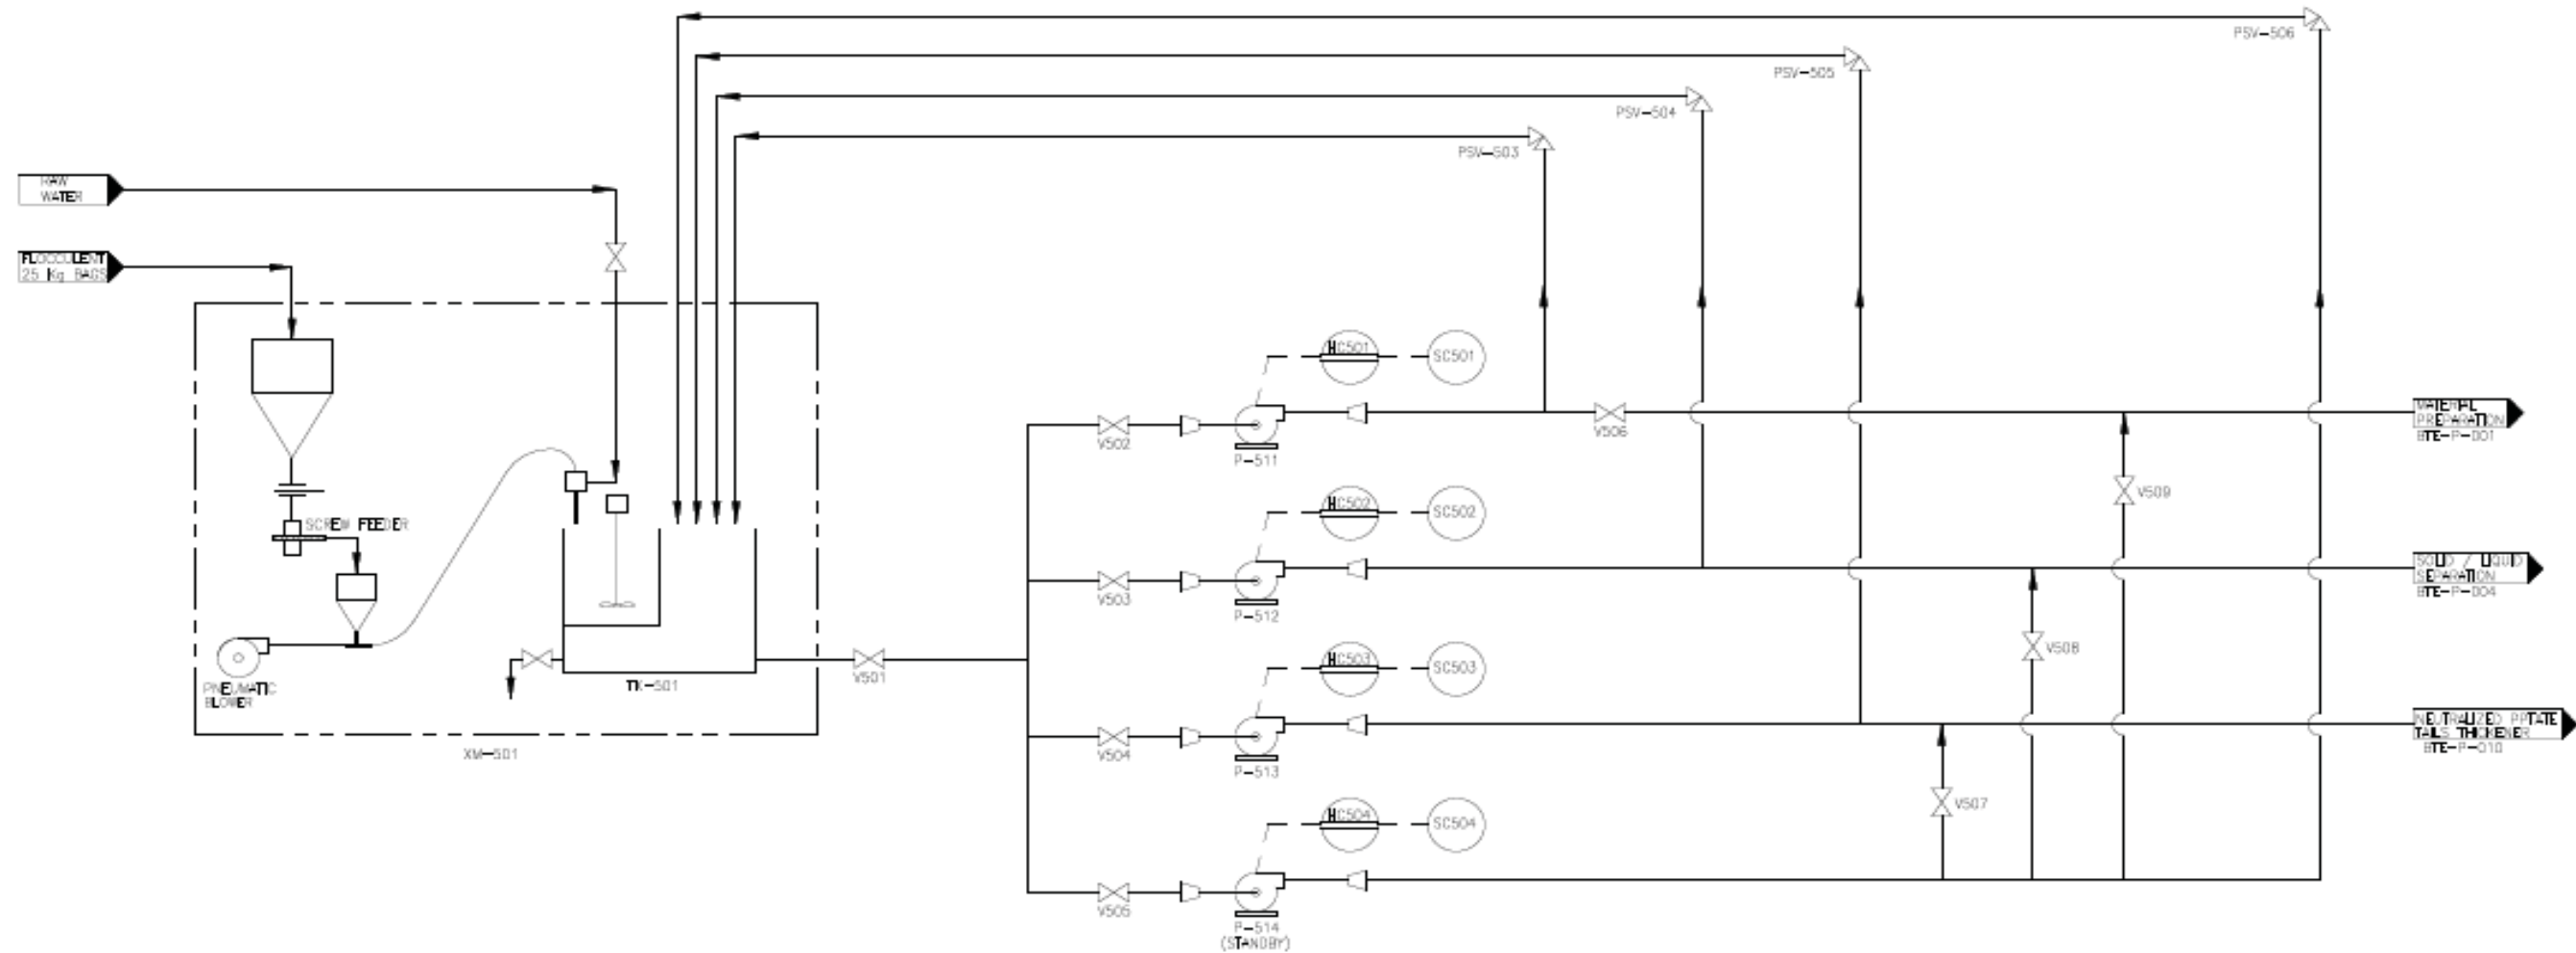 PSV-506
PSV-505
PSV-504
PSV-503
RAW
WATER
FLOCCULENT
25 Kg BAGS
HC501
SC501
MATERIAL
PREPARATION
BTE-P-001
V502
V506
P-511
V509
HC502
SC502
SCREW FEEDER
SOLID / LIQUID
SEPARATION
BTE-P-004
V503
P-512
V508
HC503
SC503
TK-501
V501
PNEUMATIC
BLOWER
NEUTRALIZED PPTATE
TAILS THICKENER
BTE-P-010
XM-501
V504
P-513
V507
HC504
SC504
V505
P-514
(STANDBY)